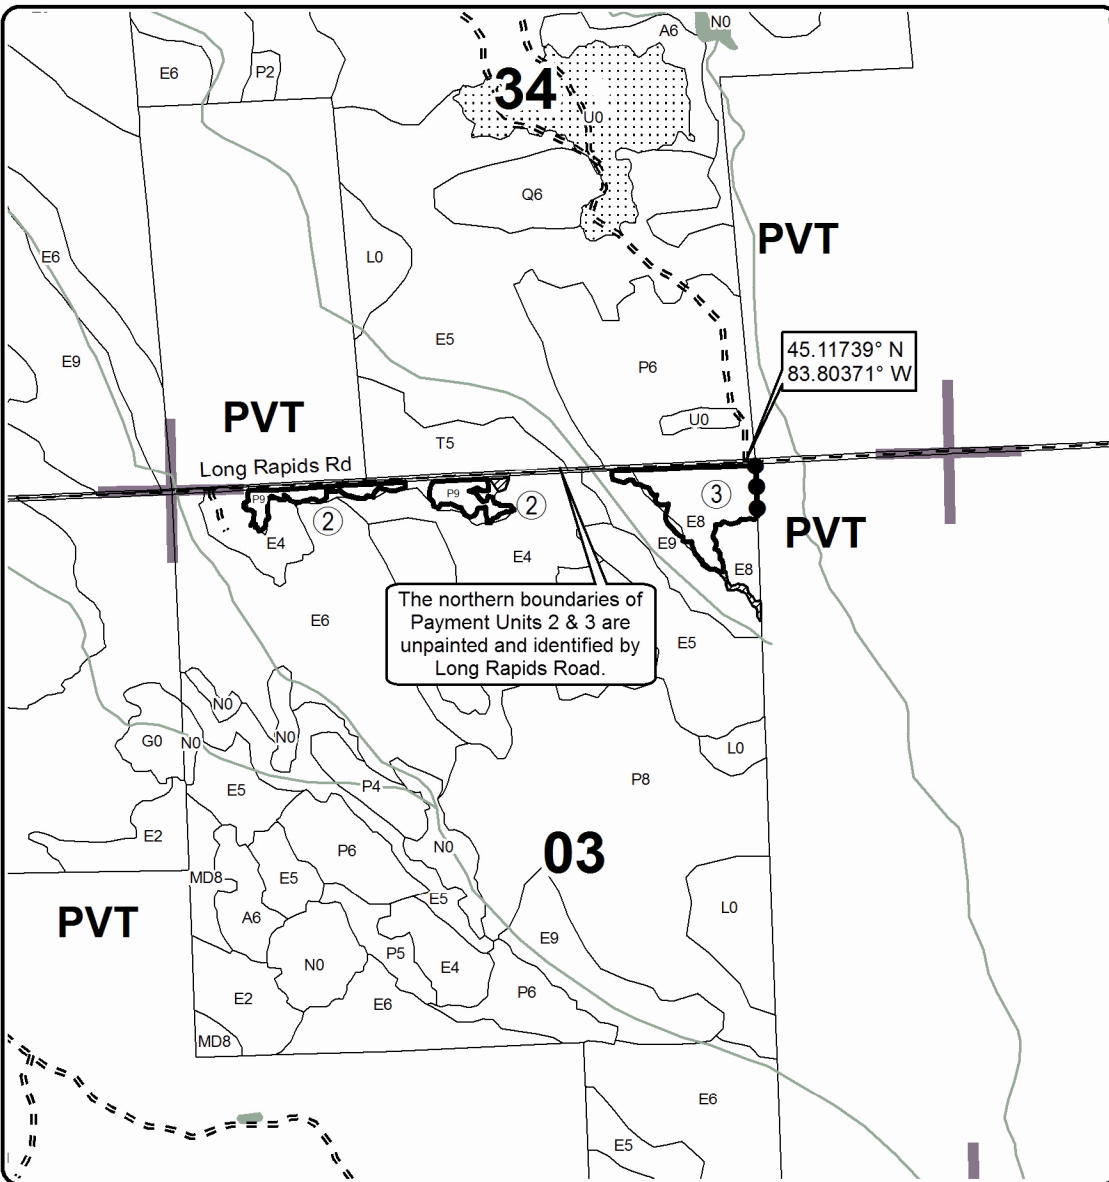 N0
A6
E6
P2
34
U0
Q6
PVT
E6
L0
45.11739° N
83.80371° W
E5
E9
P6
PVT
U0
T5
Long Rapids Rd
P9
P9
3
2
2
E8
PVT
E4
E9
E4
E8
The northern boundaries of
Payment Units 2 & 3 are
unpainted and identified by
Long Rapids Road.
E6
E5
N0
G0
N0
N0
L0
P8
E5
P4
E2
N0
P6
03
MD8
E5
E5
A6
L0
PVT
E9
P5
N0
E4
E2
E6
P6
MD8
E6
E5